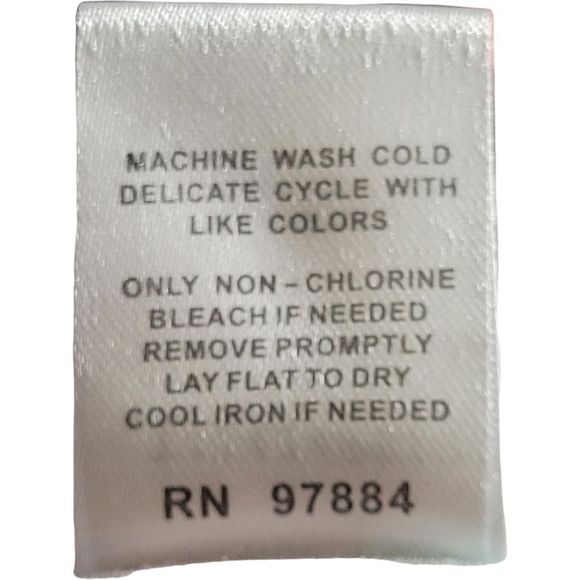 MACHINE WASH COLD
DELICATE CYCLE WITH
LIKE COLORS
ONLY NON-CHLORINE
BLEACH IF NEEDED
REMOVE PROMPTLY
LAY FLAT TO DRY
COOL IRON IF NEEDED
RN 97884